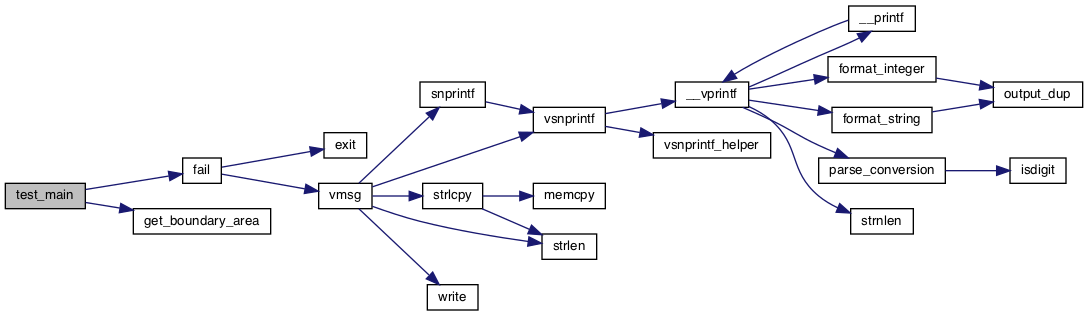 test_main
fail
get_boundary_area
exit
vmsg
snprintf
strlcpy
write
vsnprintf
memcpy
strlen
__vprintf
vsnprintf_helper
__printf
format_integer
format_string
parse_conversion
strnlen
output_dup
isdigit